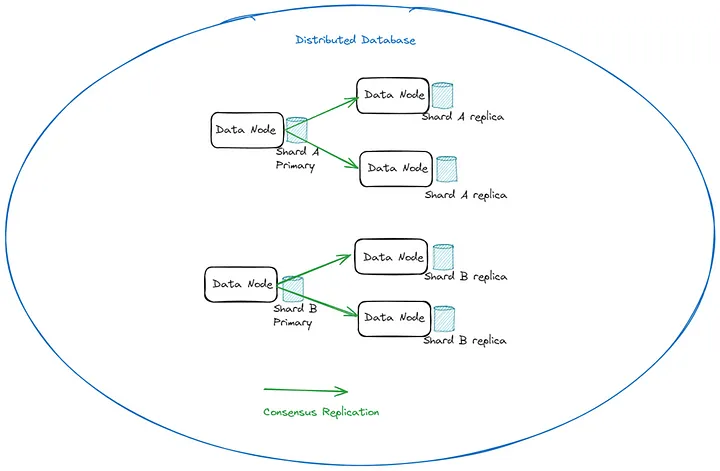 Distributed Database
Data Node
Shard A replica
Data Node
Shard A
Primary
Data Node
Shard A replica
Data Node
Shard B replica
Data Node
Shard B
Primary
Data Node
Shard B replica
Consensus Replication